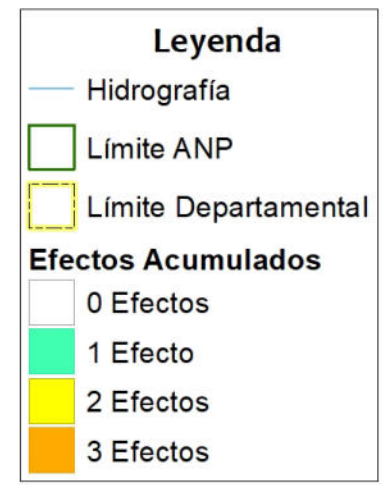 Leyenda
Hidrografía
Límite ANP
Límite Departamental
Efectos Acumulados
0 Efectos
1 Efecto
2 Efectos
3 Efectos